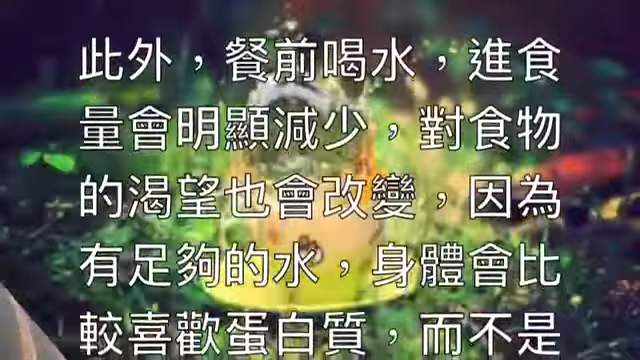 此外，餐前喝水，進食
量會明顯減少，對食物
的渴望也會改變，因為
有足夠的水，身體會比
較喜歡蛋白質，而不是